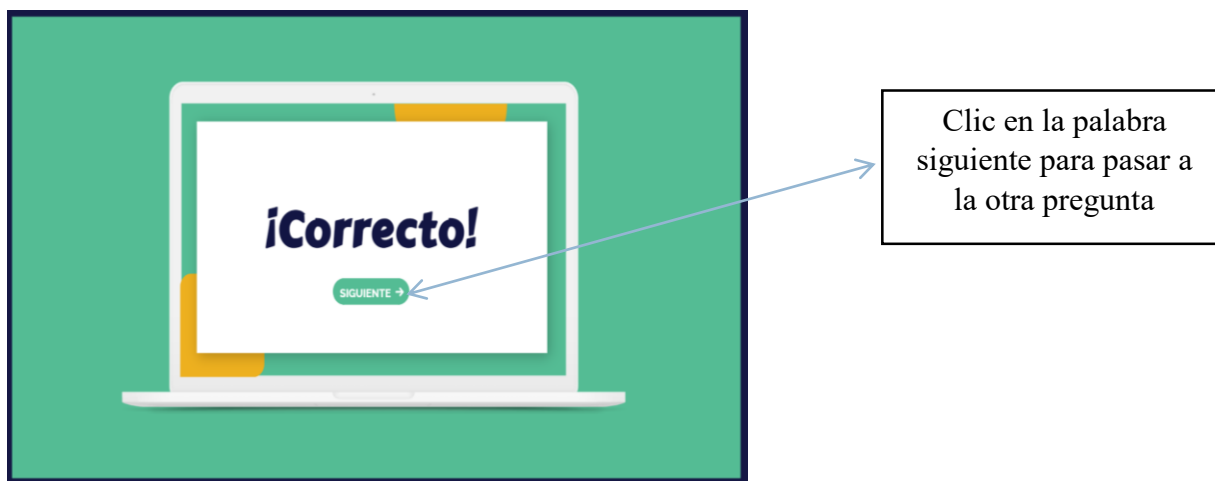 ¡Correcto!
SIGUIENTE →
Clic en la palabra
siguiente para pasar a
la otra pregunta